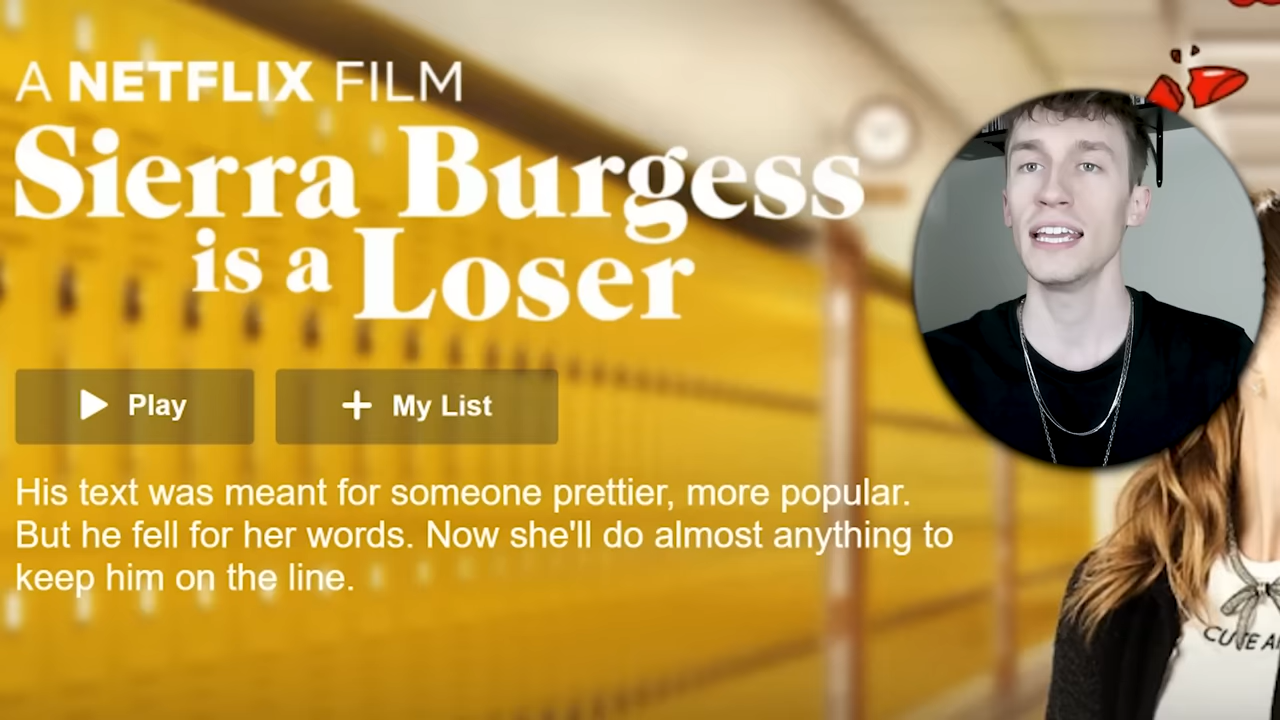 A NETFLIX FILM
Sierra Burgess
is a Loser
Play
My List
His text was meant for someone prettier, more popular.
But he fell for her words. Now she'll do almost anything to
keep him on the line.